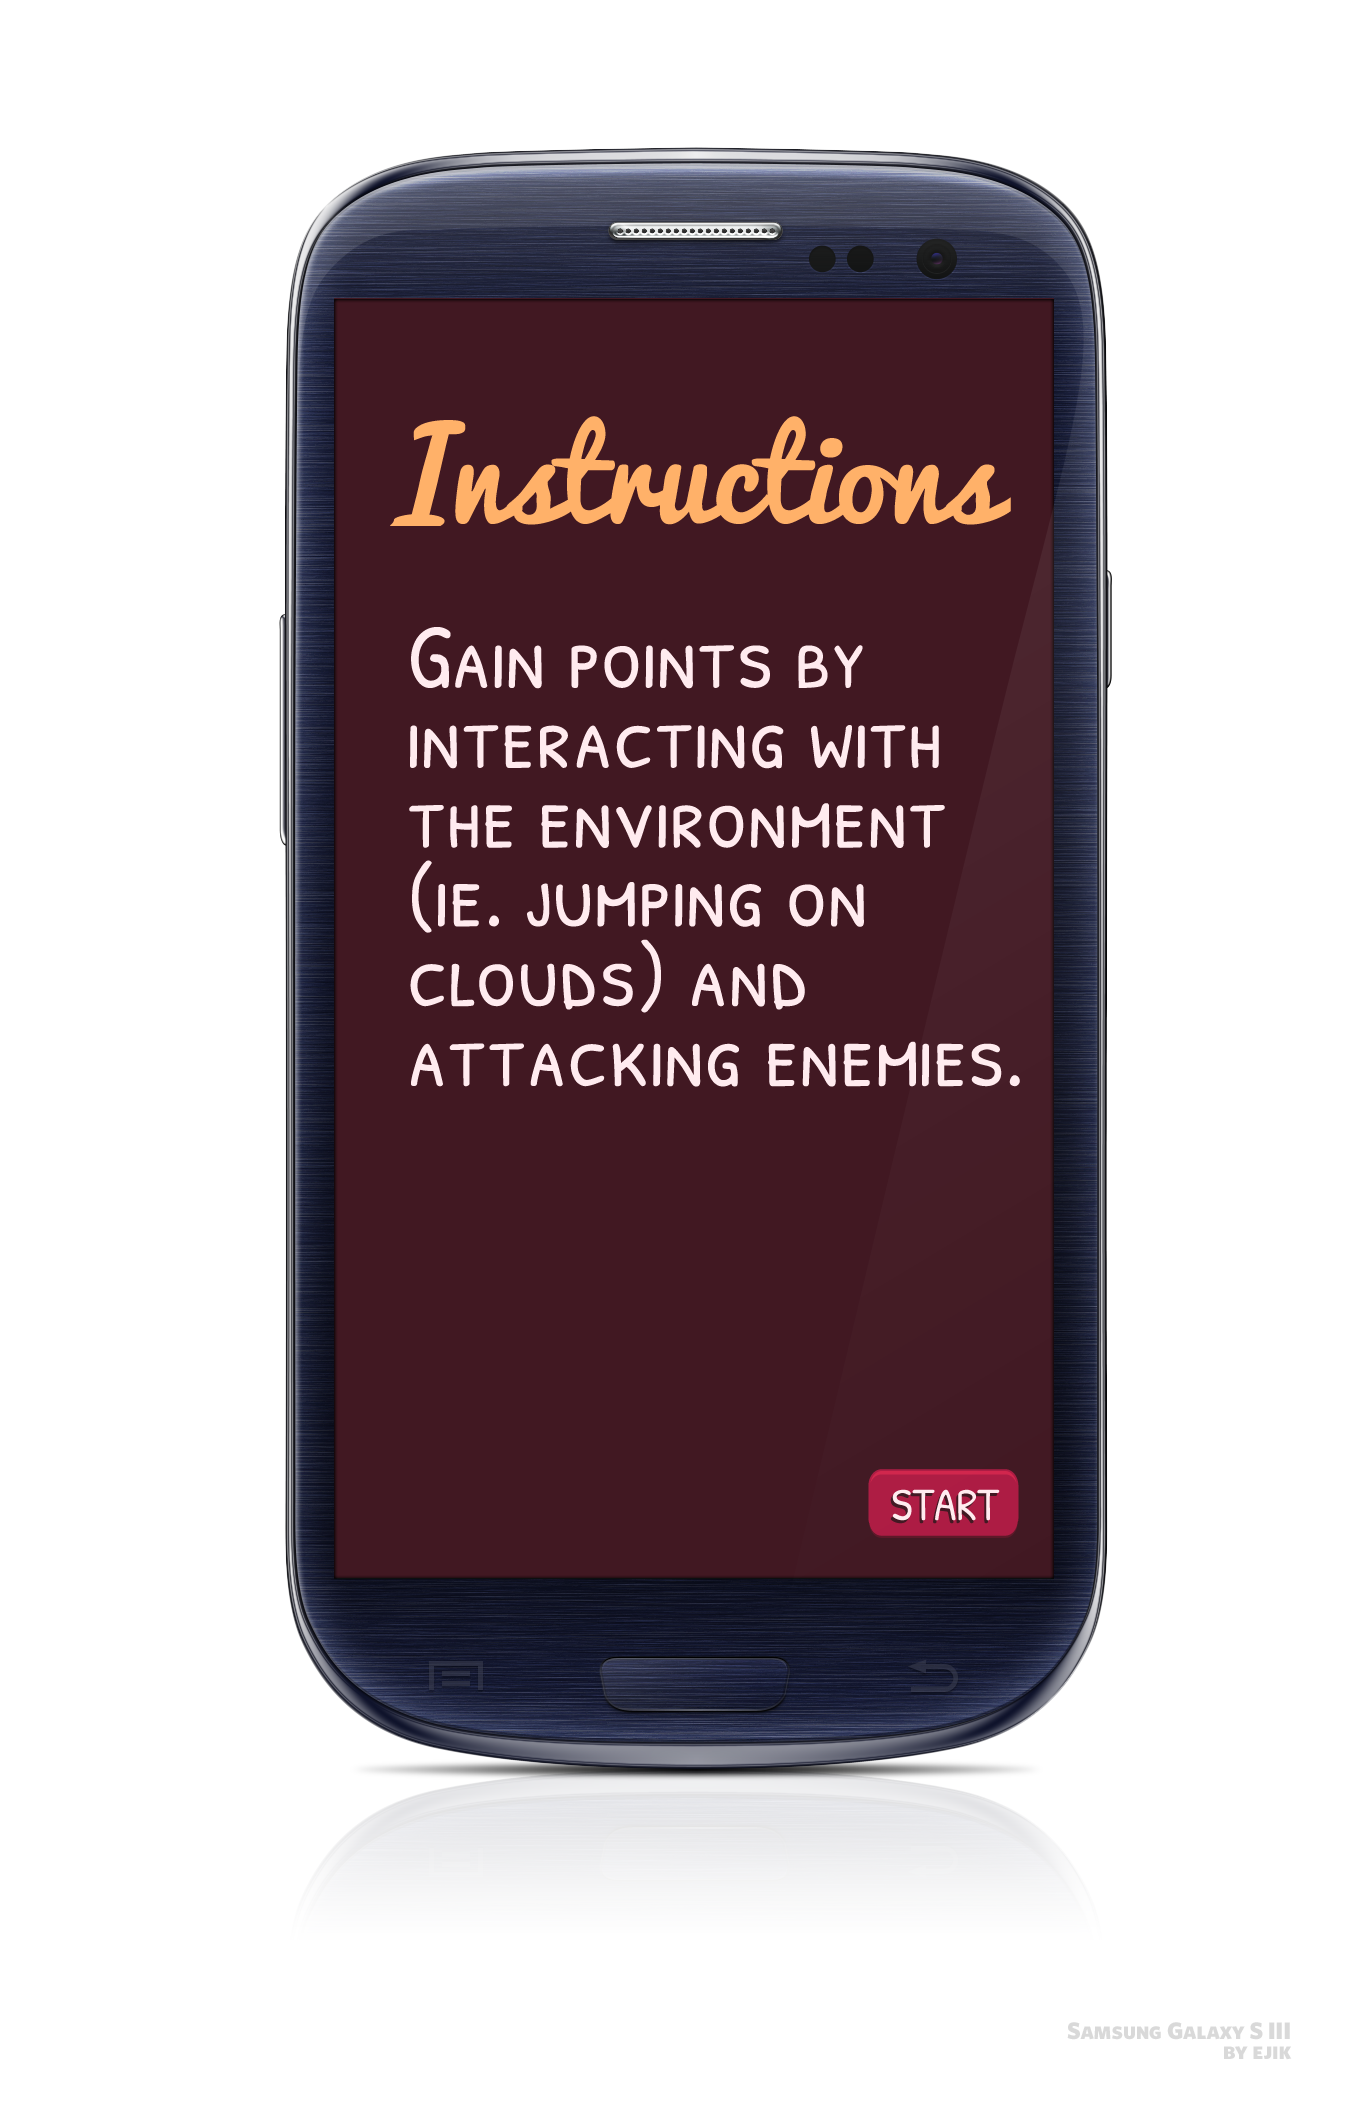 Instructions
GAIN POINTS BY
INTERACTING WITH
THE ENVIRONMENT
(IE. JUMPING ON
CLOUDS) AND
ATTACKING ENEMIES.
START
SAMSUNG GALAXY S III
BY EJIK